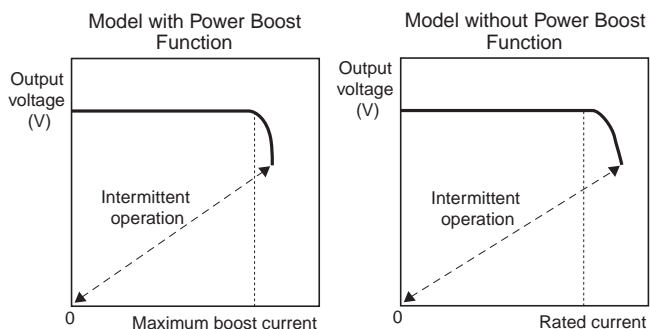 Model with Power Boost
Function
Output
voltage
(V)
Intermittent
operation
0
Maximum boost current
Model without Power Boost
Function
Output
voltage
(V)
Intermittent
operation
0
Rated current